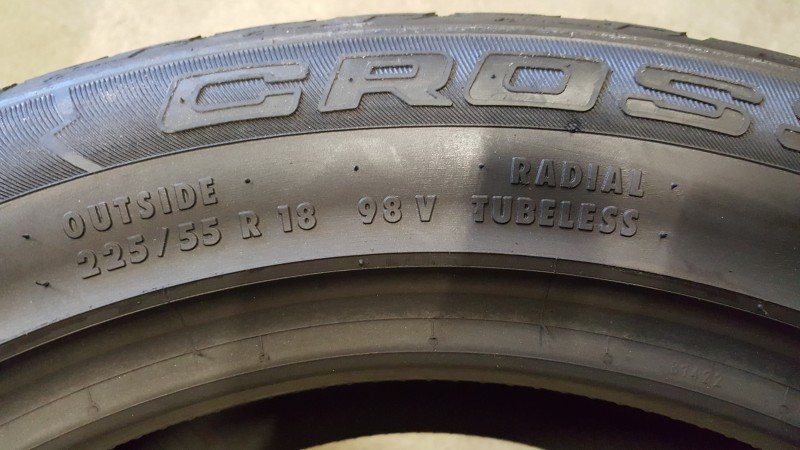 CROSS
OUTSIDE
225/55 R 18 98 V
RADIAL
TUBELESS